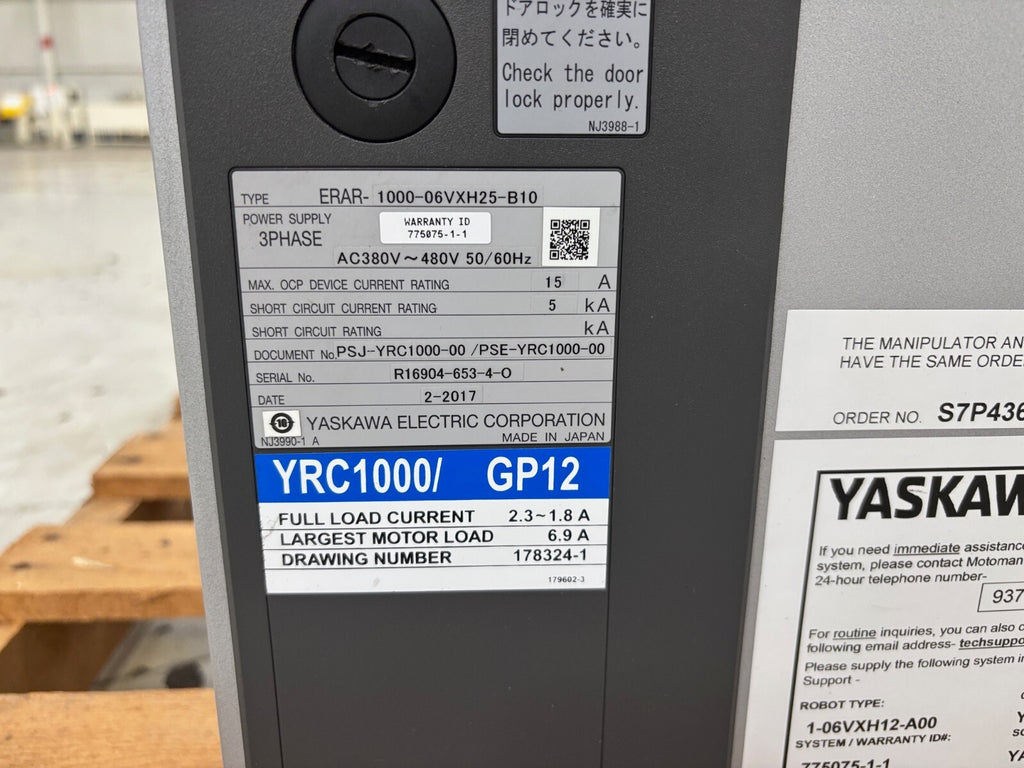 ドアロックを確実に
閉めてください。
Check the door
lock properly.
NJ3988-1
TYPE ERAR- 1000-06VXH25-B10
POWER SUPPLY
3PHASE
WARRANTY ID
775075-1-1
AC380V～480V 50/60Hz
MAX. OCP DEVICE CURRENT RATING 15 A
SHORT CIRCUIT CURRENT RATING 5 kA
SHORT CIRCUIT RATING kA
DOCUMENT No. PSJ-YRC1000-00 /PSE-YRC1000-00
SERIAL No. R16904-653-4-O
DATE 2-2017
YASKAWA ELECTRIC CORPORATION
NJ3990-1 A MADE IN JAPAN
YRC1000/ GP12
FULL LOAD CURRENT 2.3~1.8 A
LARGEST MOTOR LOAD 6.9 A
DRAWING NUMBER 178324-1
179602-3
THE MANIPULATOR AN
HAVE THE SAME ORDE
ORDER NO. S7P436
YASKAW
If you need immediate assistanc
system, please contact Motoman
24-hour telephone number-
937
For routine inquiries, you can also c
following email address- techsuppo
Please supply the following system in
Support -
ROBOT TYPE:
1-06VXH12-A00
SYSTEM / WARRANTY ID#:
775075-1-1